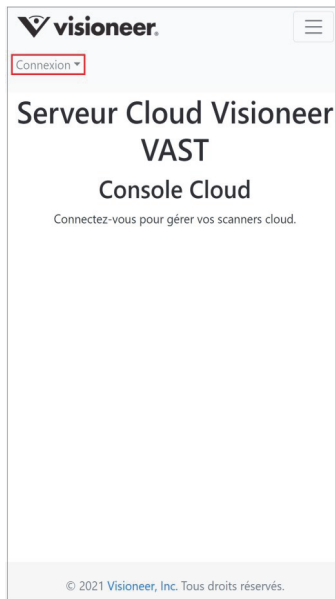 visioneer.
Connexion
Serveur Cloud Visioneer
VAST
Console Cloud
Connectez-vous pour gérer vos scanners cloud.
© 2021 Visioneer, Inc. Tous droits réservés.